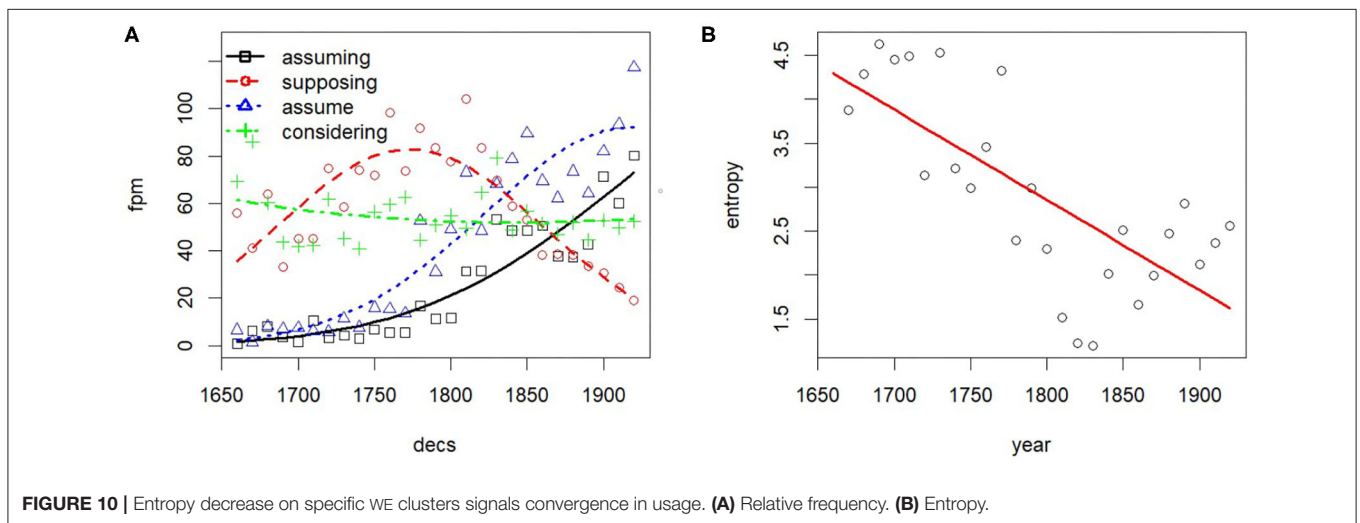 A
B
assuming
supposing
assume
considering
fpm
0 20 40 60 80 100
1650 1700 1750 1800 1850 1900
decs
entropy
1.5 2.5 3.5 4.5
1650 1700 1750 1800 1850 1900
year
FIGURE 10 | Entropy decrease on specific WE clusters signals convergence in usage. (A) Relative frequency. (B) Entropy.